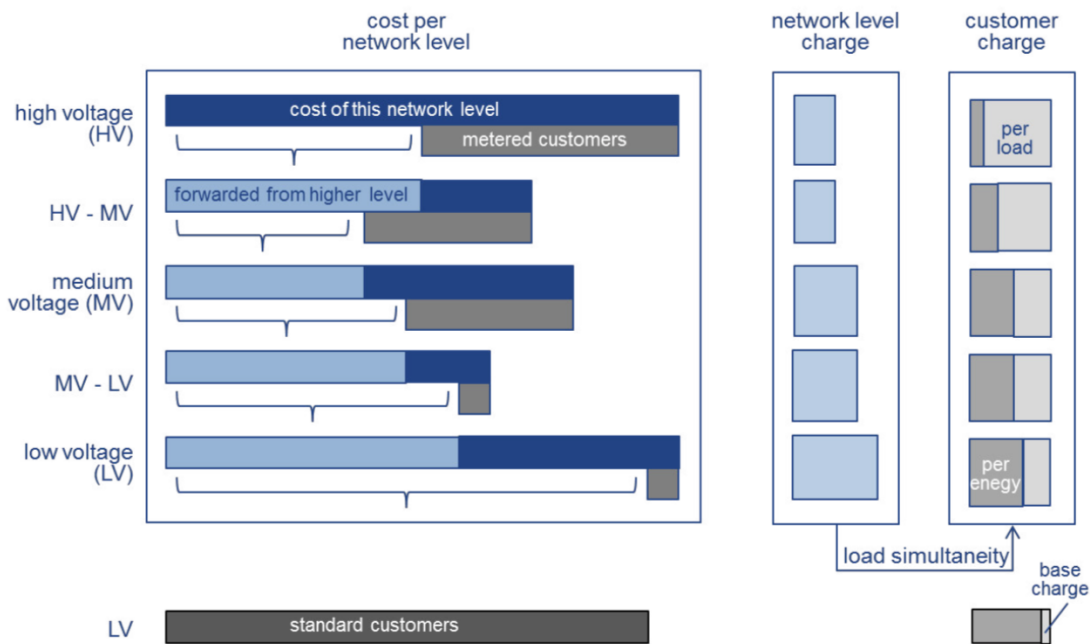 cost per
network level
network level
charge
customer
charge
high voltage
(HV)
cost of this network level
metered customers
per
load
HV - MV
forwarded from higher level
medium
voltage (MV)
MV - LV
low voltage
(LV)
per
enegy
load simultaneity
base
charge
LV
standard customers